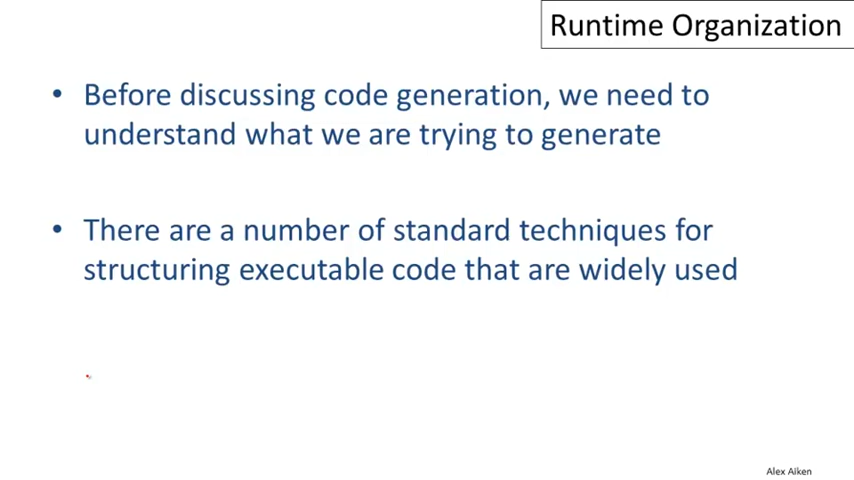 Runtime Organization
• Before discussing code generation, we need to
understand what we are trying to generate
• There are a number of standard techniques for
structuring executable code that are widely used
Alex Aiken